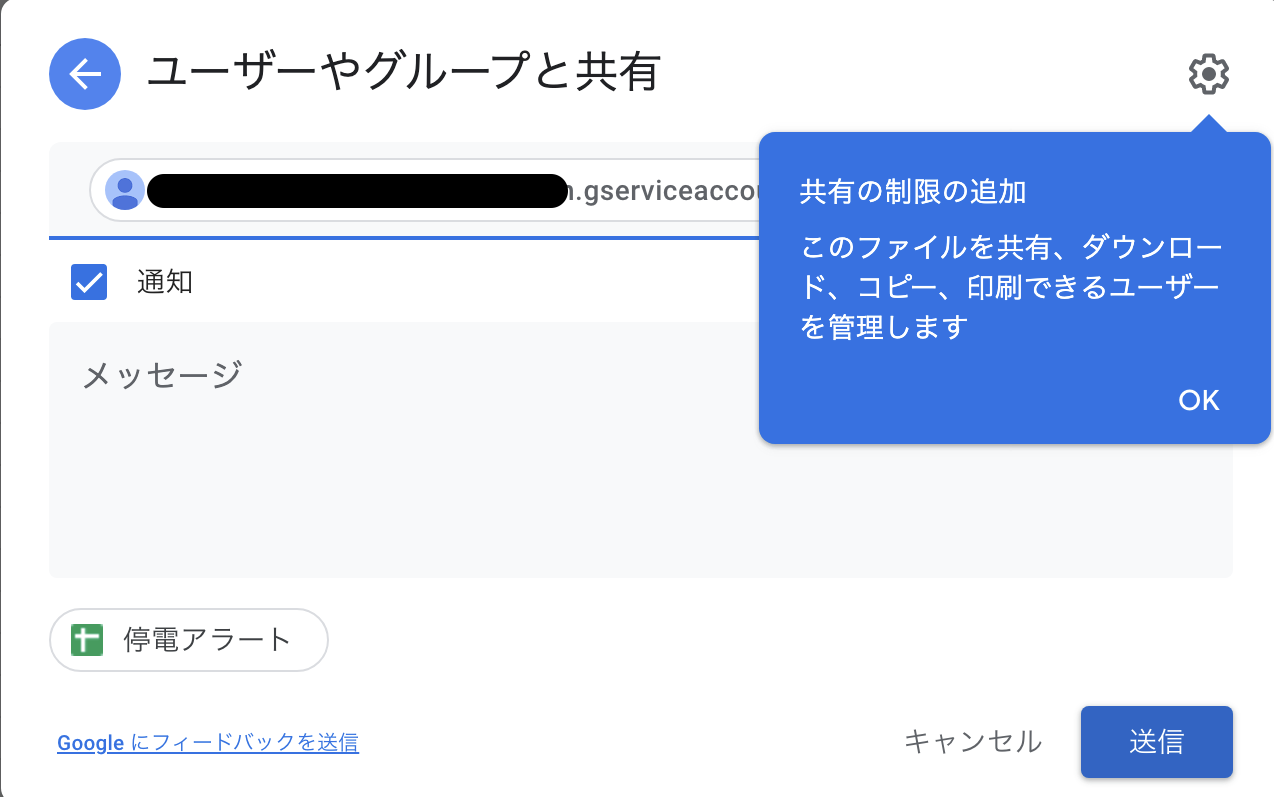 ユーザーやグループと共有
.gserviceacco
共有の制限の追加
このファイルを共有、ダウンロー
ド、コピー、印刷できるユーザー
を管理します
OK
通知
メッセージ
停電アラート
Google にフィードバックを送信
キャンセル
送信